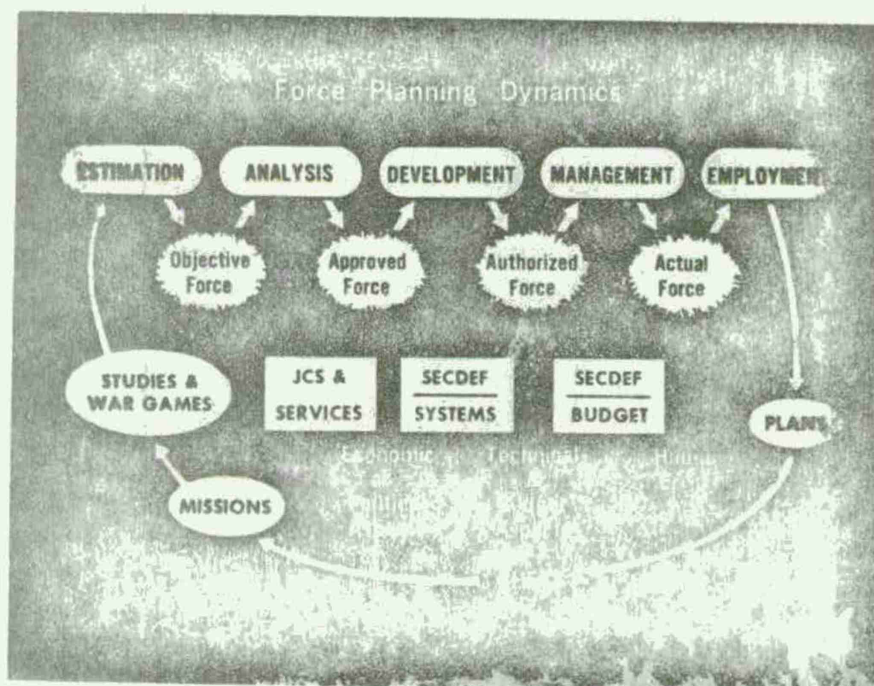 Force Planning Dynamics
ESTIMATION ANALYSIS DEVELOPMENT MANAGEMENT EMPLOYMEN
Objective Approved Authorized Actual
Force Force Force Force
STUDIES & JCS & SECDEF SECDEF
WAR GAMES SERVICES SYSTEMS BUDGET PLANS
Economic Technical
MISSIONS